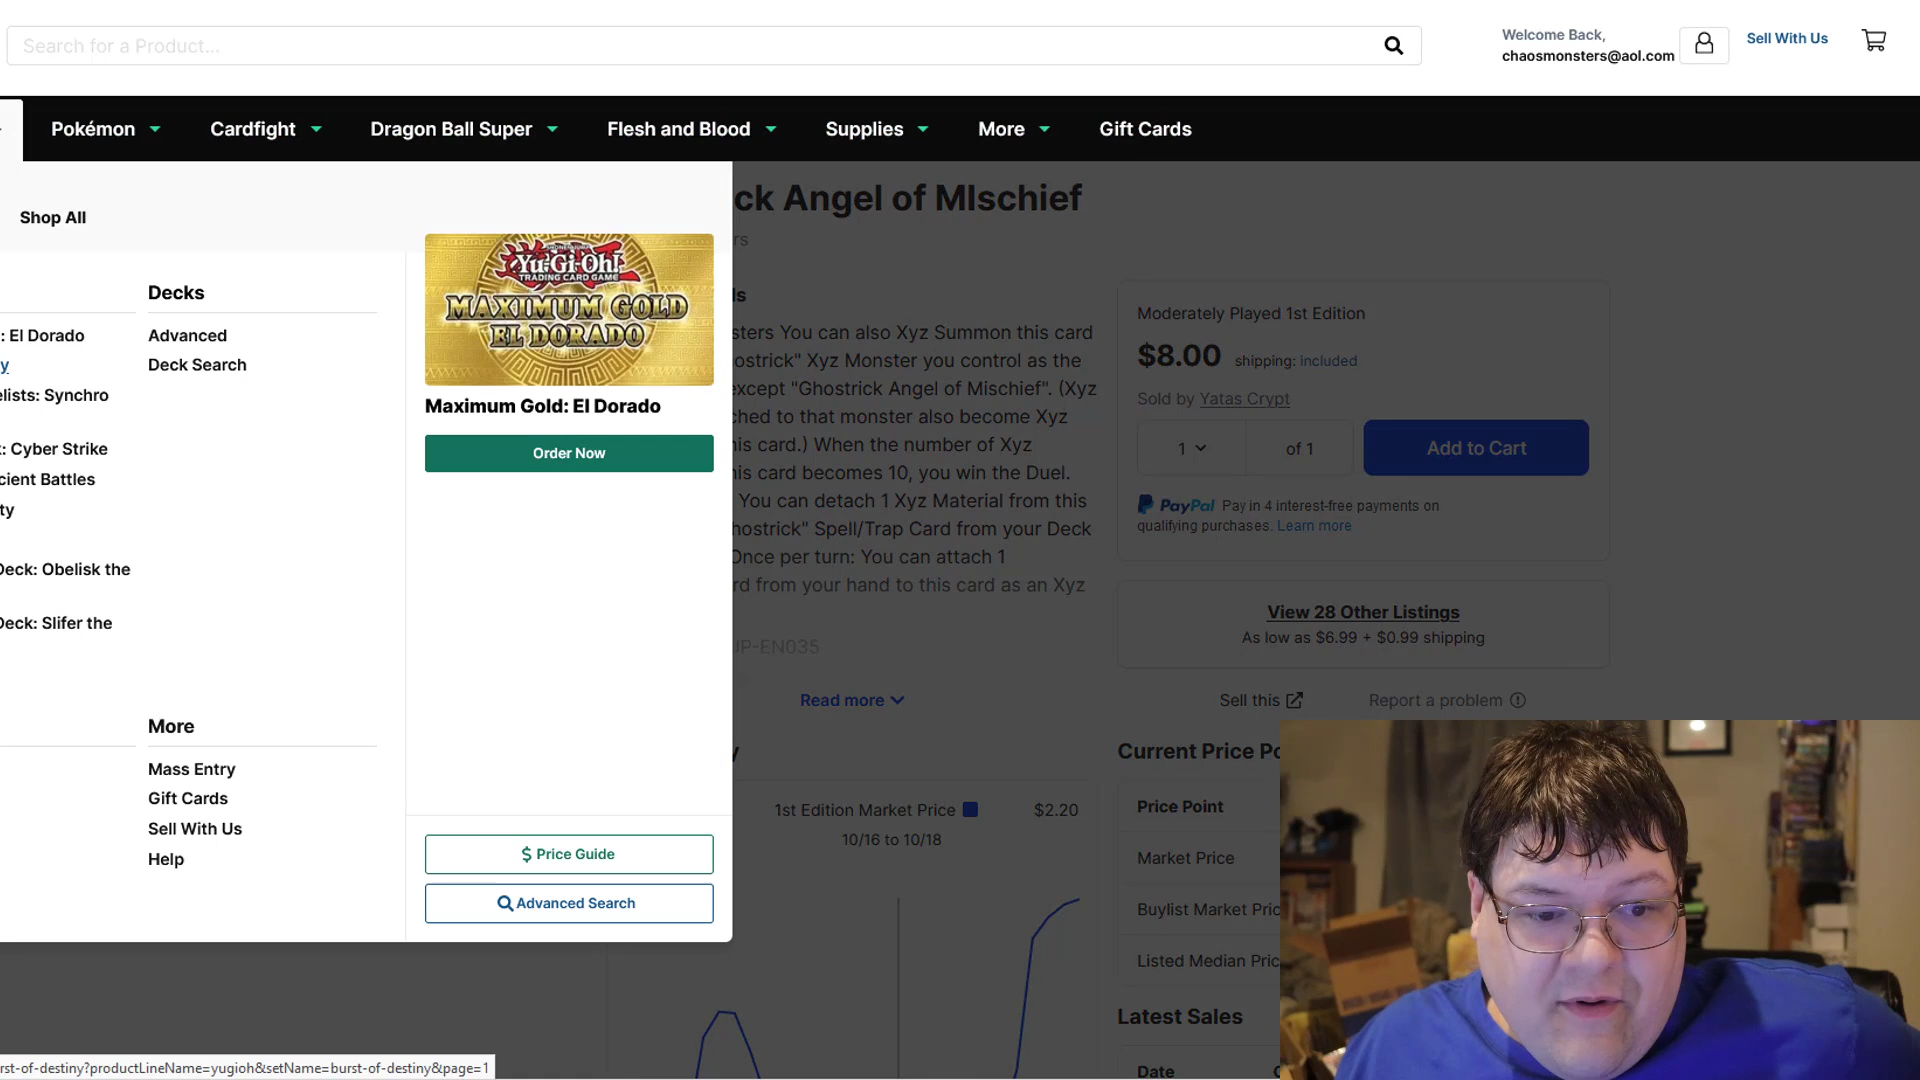 Search for a Product...
Welcome Back,
chaosmonsters@aol.com
Sell With Us
Pokémon
Cardfight
Dragon Ball Super
Flesh and Blood
Supplies
More
Gift Cards
Shop All
: El Dorado
y
elists: Synchro
: Cyber Strike
cient Battles
ty
Deck: Obelisk the
Deck: Slifer the
Decks
Advanced
Deck Search
More
Mass Entry
Gift Cards
Sell With Us
Help
Yu-Gi-Oh!
TRADING CARD GAME
MAXIMUM GOLD
EL DORADO
Maximum Gold: El Dorado
Order Now
$ Price Guide
Advanced Search
ck Angel of MIschief
rs
ls
sters You can also Xyz Summon this card
ostrick" Xyz Monster you control as the
except "Ghostrick Angel of Mischief". (Xyz
ched to that monster also become Xyz
his card.) When the number of Xyz
his card becomes 10, you win the Duel.
You can detach 1 Xyz Material from this
hostrick" Spell/Trap Card from your Deck
Once per turn: You can attach 1
rd from your hand to this card as an Xyz
UP-EN035
Read more
Moderately Played 1st Edition
$8.00 shipping: Included
Sold by Yatas Crypt
1
of 1
Add to Cart
PayPal Pay in 4 interest-free payments on
qualifying purchases. Learn more
View 28 Other Listings
As low as $6.99 + $0.99 shipping
Sell this
Report a problem
y
1st Edition Market Price $2.20
10/16 to 10/18
Current Price Po
Price Point
Market Price
Buylist Market Pric
Listed Median Pric
Latest Sales
Date
rst-of-destiny?productLineName=yugioh&setName=burst-of-destiny&page=1